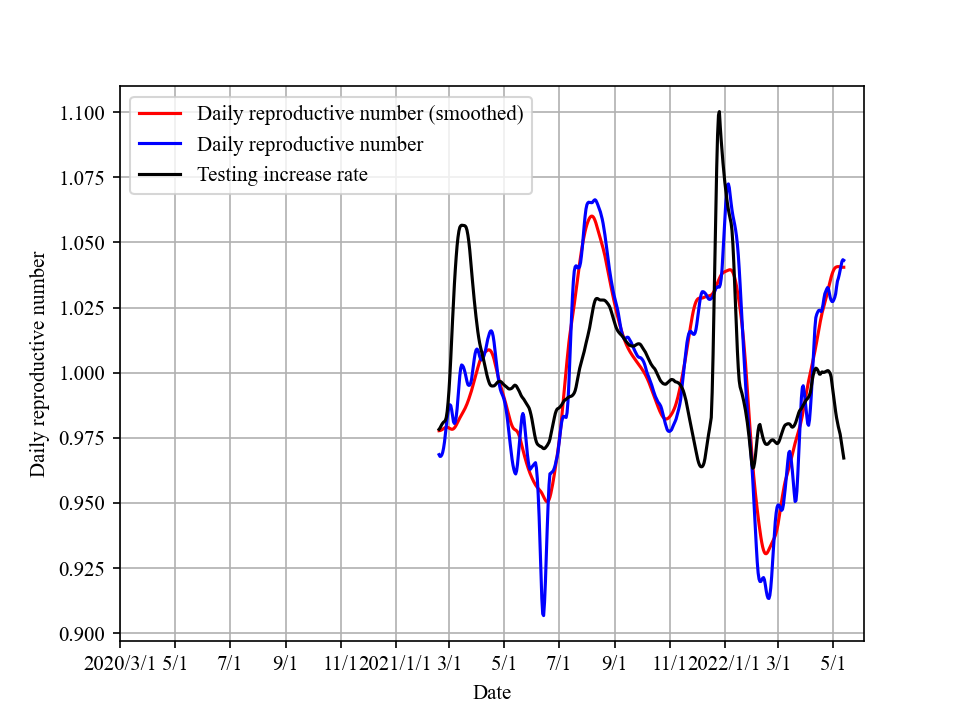 Daily reproductive number (smoothed)
Daily reproductive number
Testing increase rate
1.100
1.075
1.050
1.025
1.000
0.975
0.950
0.925
0.900
Daily reproductive number
2020/3/1 5/1 7/1 9/1 11/1 2021/1/1 3/1 5/1 7/1 9/1 11/1 2022/1/1 3/1 5/1
Date